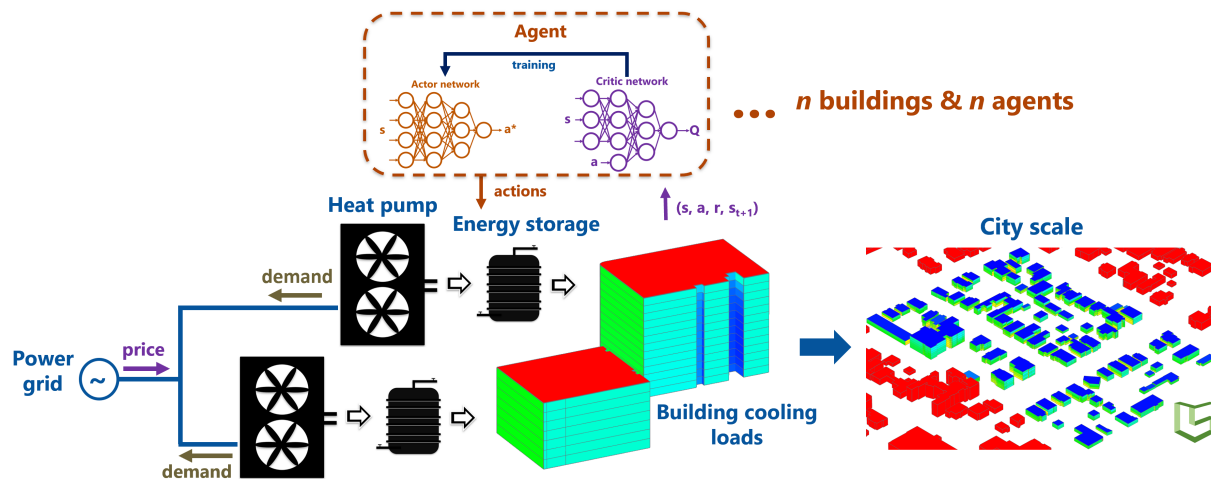 Agent
training
Actor network
Critic network
s
a*
s
a
Q
... n buildings & n agents
actions
(s, a, r, st+1)
Heat pump
Energy storage
City scale
demand
Power
grid
~
price
demand
Building cooling
loads